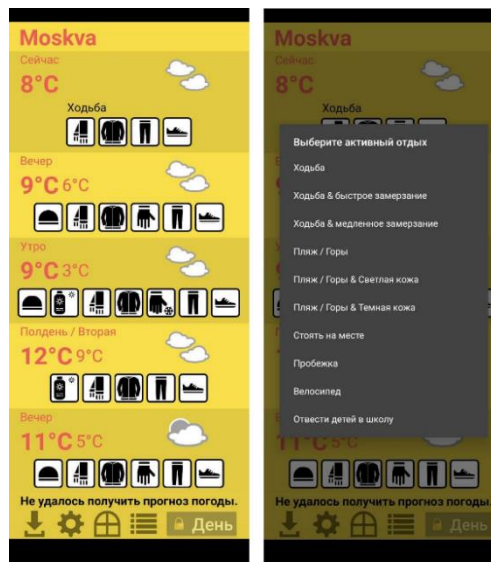 Moskva
Сейчас
8°C
Ходьба
Вечер
9°C 6°C
Утро
9°C 3°C
Полдень / Вторая
12°C 9°C
Вечер
11°C 5°C
Не удалось получить прогноз погоды.
День
Moskva
Сейчас
8°C
Ходьба
Выберите активный отдых
Ходьба
Ходьба & быстрое замерзание
Ходьба & медленное замерзание
Пляж / Горы
Пляж / Горы & Светлая кожа
Пляж / Горы & Темная кожа
Стоять на месте
Пробежка
Велосипед
Отвести детей в школу
11°C 5°C
Не удалось получить прогноз погоды.
День